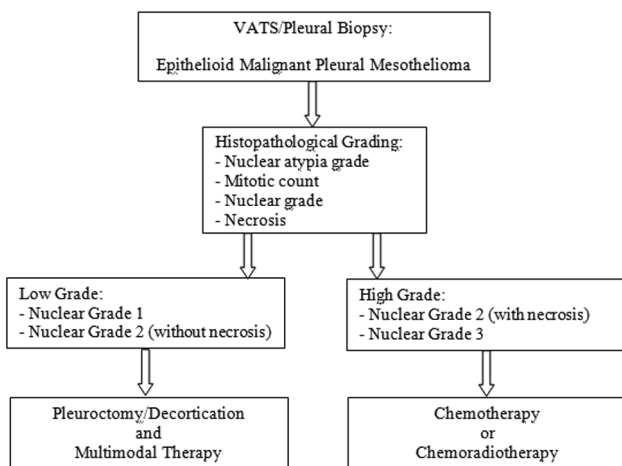 VATS/Pleural Biopsy:
Epithelioid Malignant Pleural Mesothelioma
Histopathological Grading:
- Nuclear atypia grade
- Mitotic count
- Nuclear grade
- Necrosis
Low Grade:
- Nuclear Grade 1
- Nuclear Grade 2 (without necrosis)
High Grade:
- Nuclear Grade 2 (with necrosis)
- Nuclear Grade 3
Pleuroctomy/Decortication
and
Multimodal Therapy
Chemotherapy
or
Chemoradiotherapy